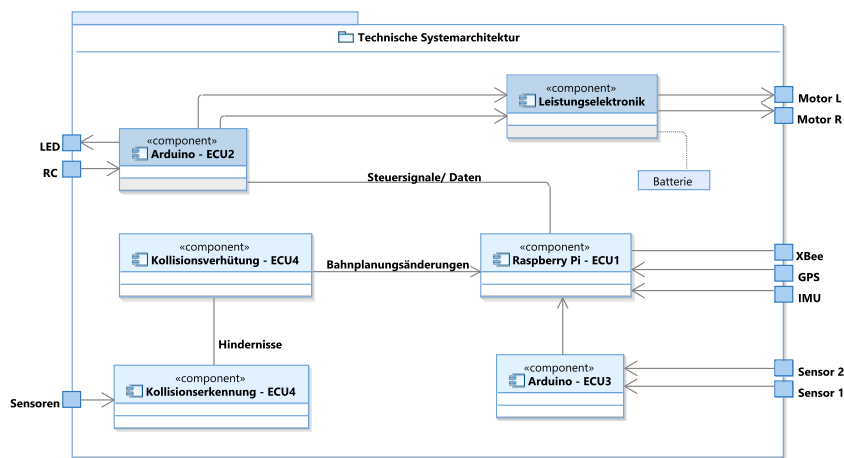 Technische Systemarchitektur
«component»
Leistungselektronik
Motor L
Motor R
«component»
Arduino - ECU2
LED
RC
Batterie
Steuersignale/ Daten
«component»
Kollisionsverhütung - ECU4
Bahnplanungsänderungen
«component»
Raspberry Pi - ECU1
XBee
GPS
IMU
Hindernisse
«component»
Kollisionserkennung - ECU4
Sensoren
«component»
Arduino - ECU3
Sensor 2
Sensor 1